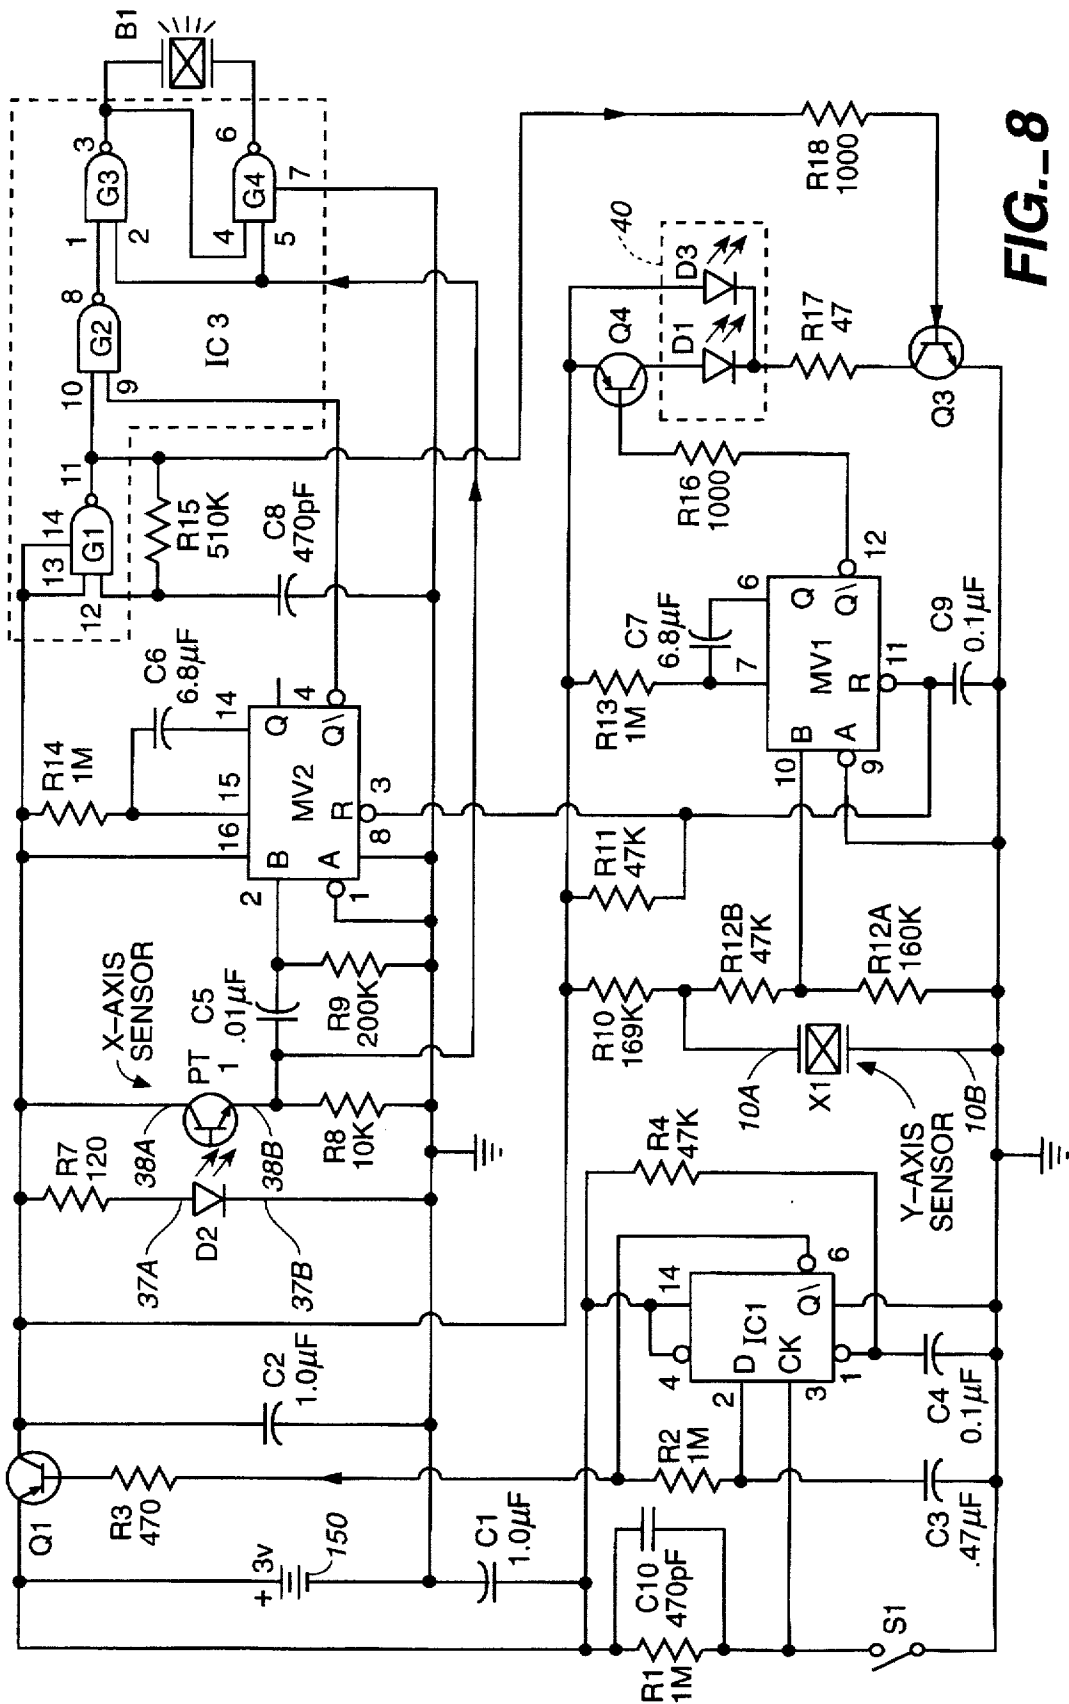 FIG._8
Q1
R3
470
+ 3v
150
C1
1.0µF
C2
1.0µF
R7
120
37A
D2
37B
X-AXIS
SENSOR
38A
PT
1
38B
R8
10K
C5
.01µF
R9
200K
R14
1M
C6
6.8µF
16
15
14
2
B
Q
MV2
A
R
Q\
4
1
8
3
13
14
12
G1
11
R15
510K
C8
470pF
10
9
G2
8
IC3
1
2
G3
3
4
5
G4
6
7
B1
R1
1M
C10
470pF
S1
R2
1M
C3
.47µF
4
14
2
D
IC1
CK
Q\
3
1
6
C4
0.1µF
R4
47K
10A
X1
10B
Y-AXIS
SENSOR
R10
169K
R12B
47K
R12A
160K
R11
47K
R13
1M
C7
6.8µF
7
6
10
B
Q
MV1
A
R
Q\
9
11
12
C9
0.1µF
R16
1000
Q4
40
D1
D3
R17
47
Q3
R18
1000